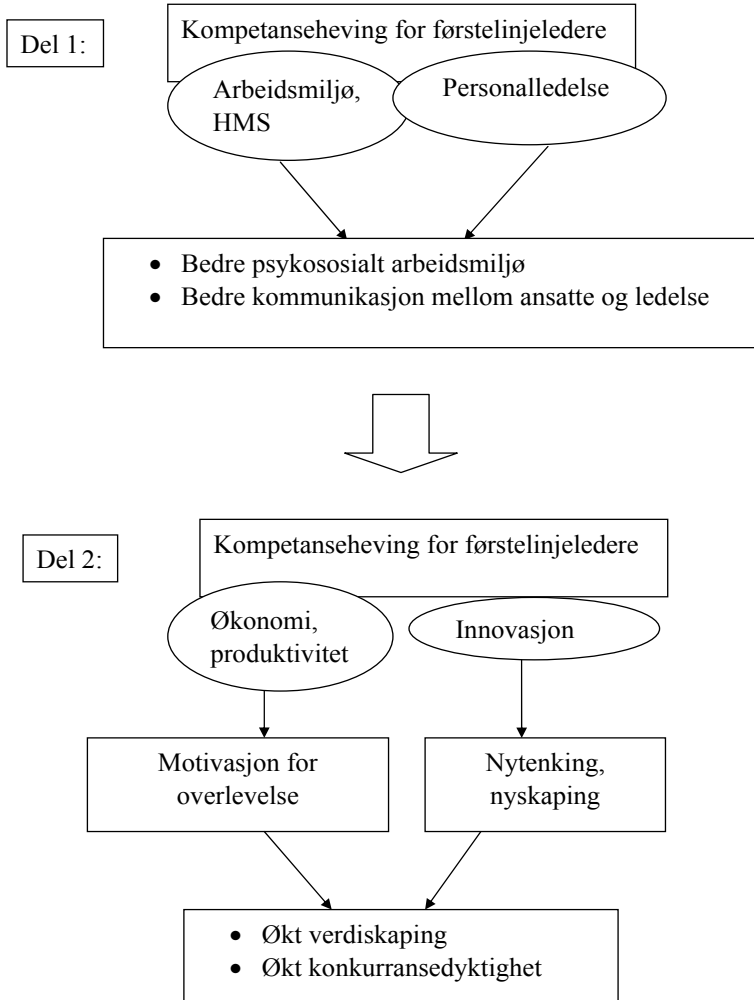 Del 1:
Kompetanseheving for førstelinjeledere
Arbeidsmiljø,
HMS
Personalledelse
• Bedre psykososialt arbeidsmiljø
• Bedre kommunikasjon mellom ansatte og ledelse
Del 2:
Kompetanseheving for førstelinjeledere
Økonomi,
produktivitet
Innovasjon
Motivasjon for
overlevelse
Nytenking,
nyskaping
• Økt verdiskaping
• Økt konkurransedyktighet